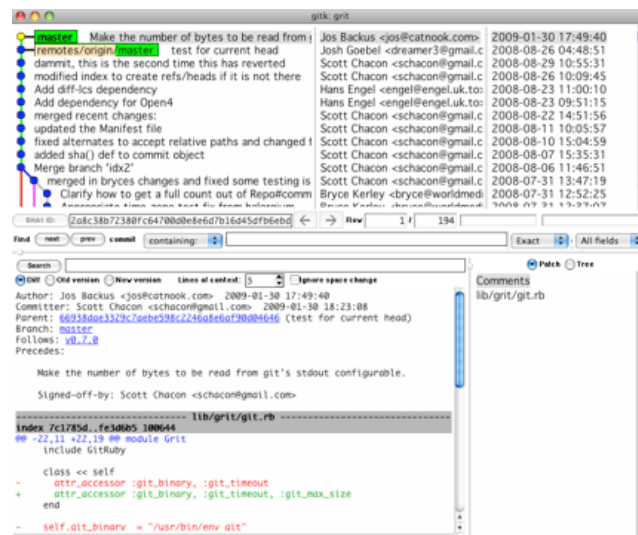 gitk: grit
master Make the number of bytes to be read from Jos Backus <jos@catnook.com> 2009-01-30 17:49:40
remotes/origin/master test for current head Josh Goebel <dreamer3@gmail.c 2008-08-26 04:48:51
dammit, this is the second time this has reverted Scott Chacon <schacon@gmail.c 2008-08-29 10:55:31
modified index to create refs/heads if it is not there Scott Chacon <schacon@gmail.c 2008-08-26 10:09:45
Add diff-lcs dependency Hans Engel <engel@engel.uk.to> 2008-08-23 11:00:10
Add dependency for Open4 Hans Engel <engel@engel.uk.to> 2008-08-23 09:51:15
merged recent changes: Scott Chacon <schacon@gmail.c 2008-08-22 14:51:56
updated the Manifest file Scott Chacon <schacon@gmail.c 2008-08-11 10:05:57
fixed alternates to accept relative paths and changed f Scott Chacon <schacon@gmail.c 2008-08-10 15:04:59
added sha() def to commit object Scott Chacon <schacon@gmail.c 2008-08-07 15:35:31
Merge branch 'idx2' Scott Chacon <schacon@gmail.c 2008-08-06 11:46:51
merged in bryces changes and fixed some testing is Scott Chacon <schacon@gmail.c 2008-07-31 13:47:19
Clarify how to get a full count out of Repo#comm Bryce Kerley <bryce@worldmedi 2008-07-31 12:52:25
Appropriate time-zone test fix from halorgium Bryce Kerley <bryce@worldmedi 2008-07-31 12:37:07
SHA1 ID: Row 1 / 194
Find next prev commit containing: Exact All fields
Search Patch Tree
Diff Old version New version Lines of context: 3 Ignore space change
Comments
lib/grit/git.rb
Author: Jos Backus <jos@catnook.com> 2009-01-30 17:49:40
Committer: Scott Chacon <schacon@gmail.com> 2009-01-30 18:23:08
Parent: 66938dae3329c7aebe598c2246a8e6af90d04646 (test for current head)
Branch: master
Follows: v0.7.0
Precedes:
Make the number of bytes to be read from git's stdout configurable.
Signed-off-by: Scott Chacon <schacon@gmail.com>
lib/grit/git.rb
index 7c1785d..fe3d6b5 100644
@@ -22,11 +22,19 @@ module Grit
include GitRuby
class << self
- attr_accessor :git_binary, :git_timeout
+ attr_accessor :git_binary, :git_timeout, :git_max_size
end
- self.git_binary = "/usr/bin/env git"